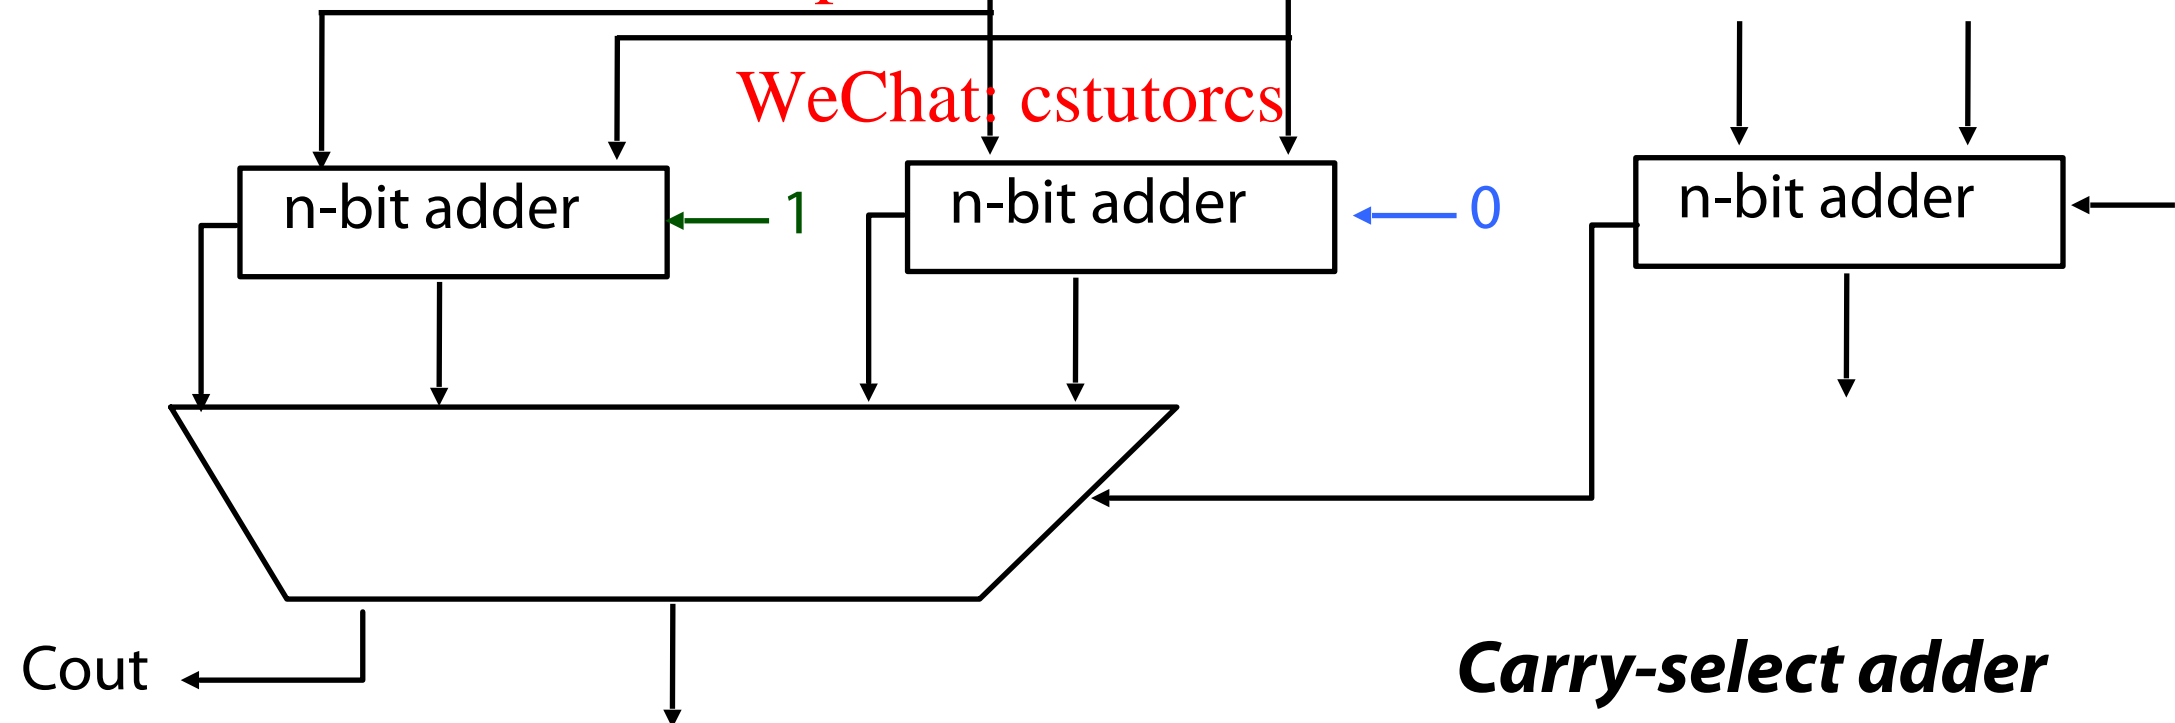 WeChat: cstutorcs
n-bit adder
1
n-bit adder
0
n-bit adder
Cout
Carry-select adder